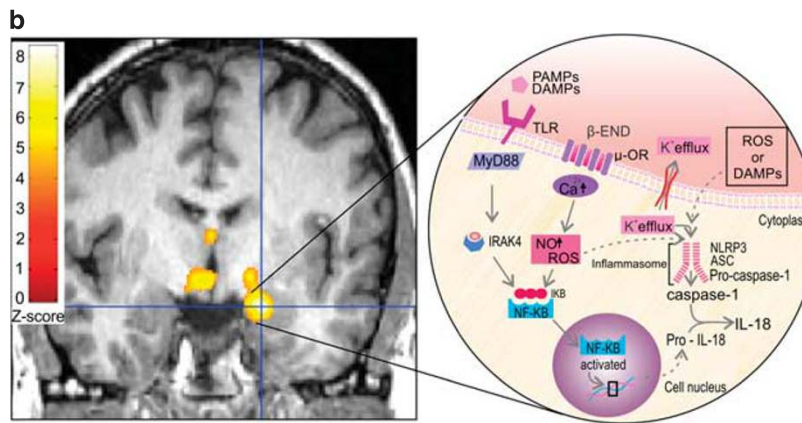 b
8
7
6
5
4
3
2
1
0
Z-score
PAMPs
DAMPs
TLR
β-END
μ-OR
K⁺efflux
ROS
or
DAMPs
MyD88
Ca
Cytoplas
K⁺efflux
IRAK4
NO
ROS
NLRP3
ASC
Pro-caspase-1
Inflammasome
caspase-1
IKB
NF-KB
IL-18
Pro - IL-18
NF-KB
activated
Cell nucleus